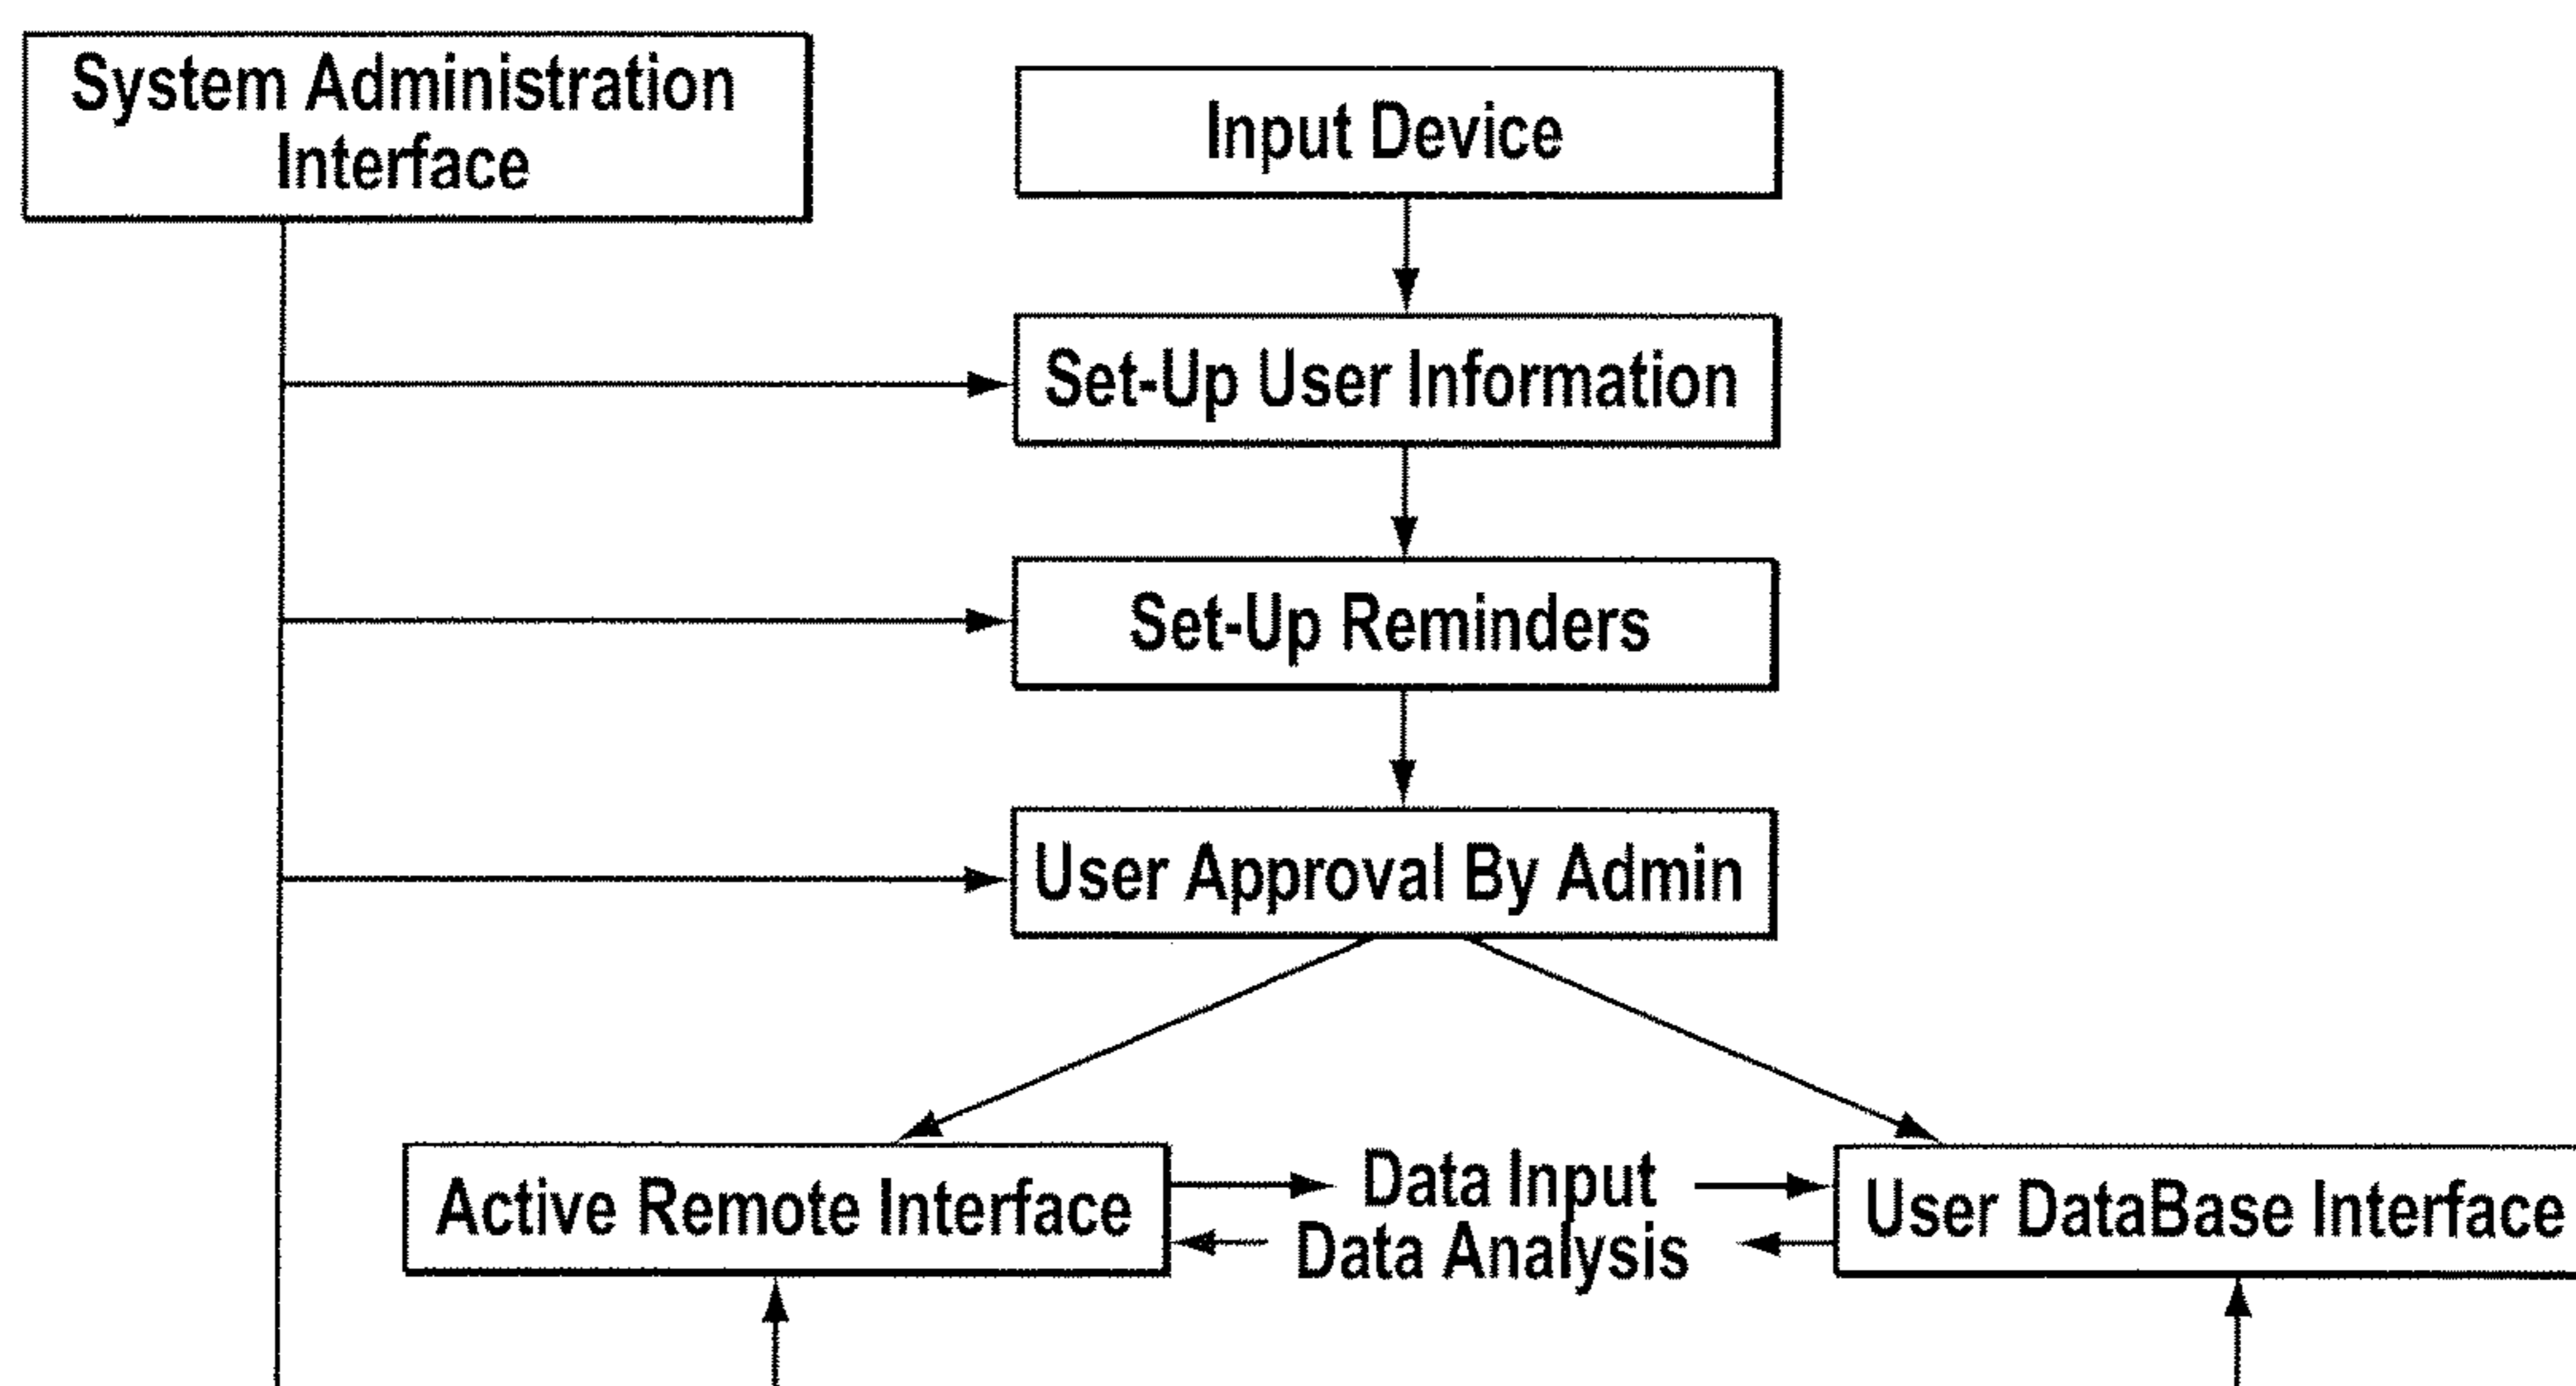 System Administration
Interface
Input Device
Set-Up User Information
Set-Up Reminders
User Approval By Admin
Active Remote Interface
Data Input
Data Analysis
User DataBase Interface